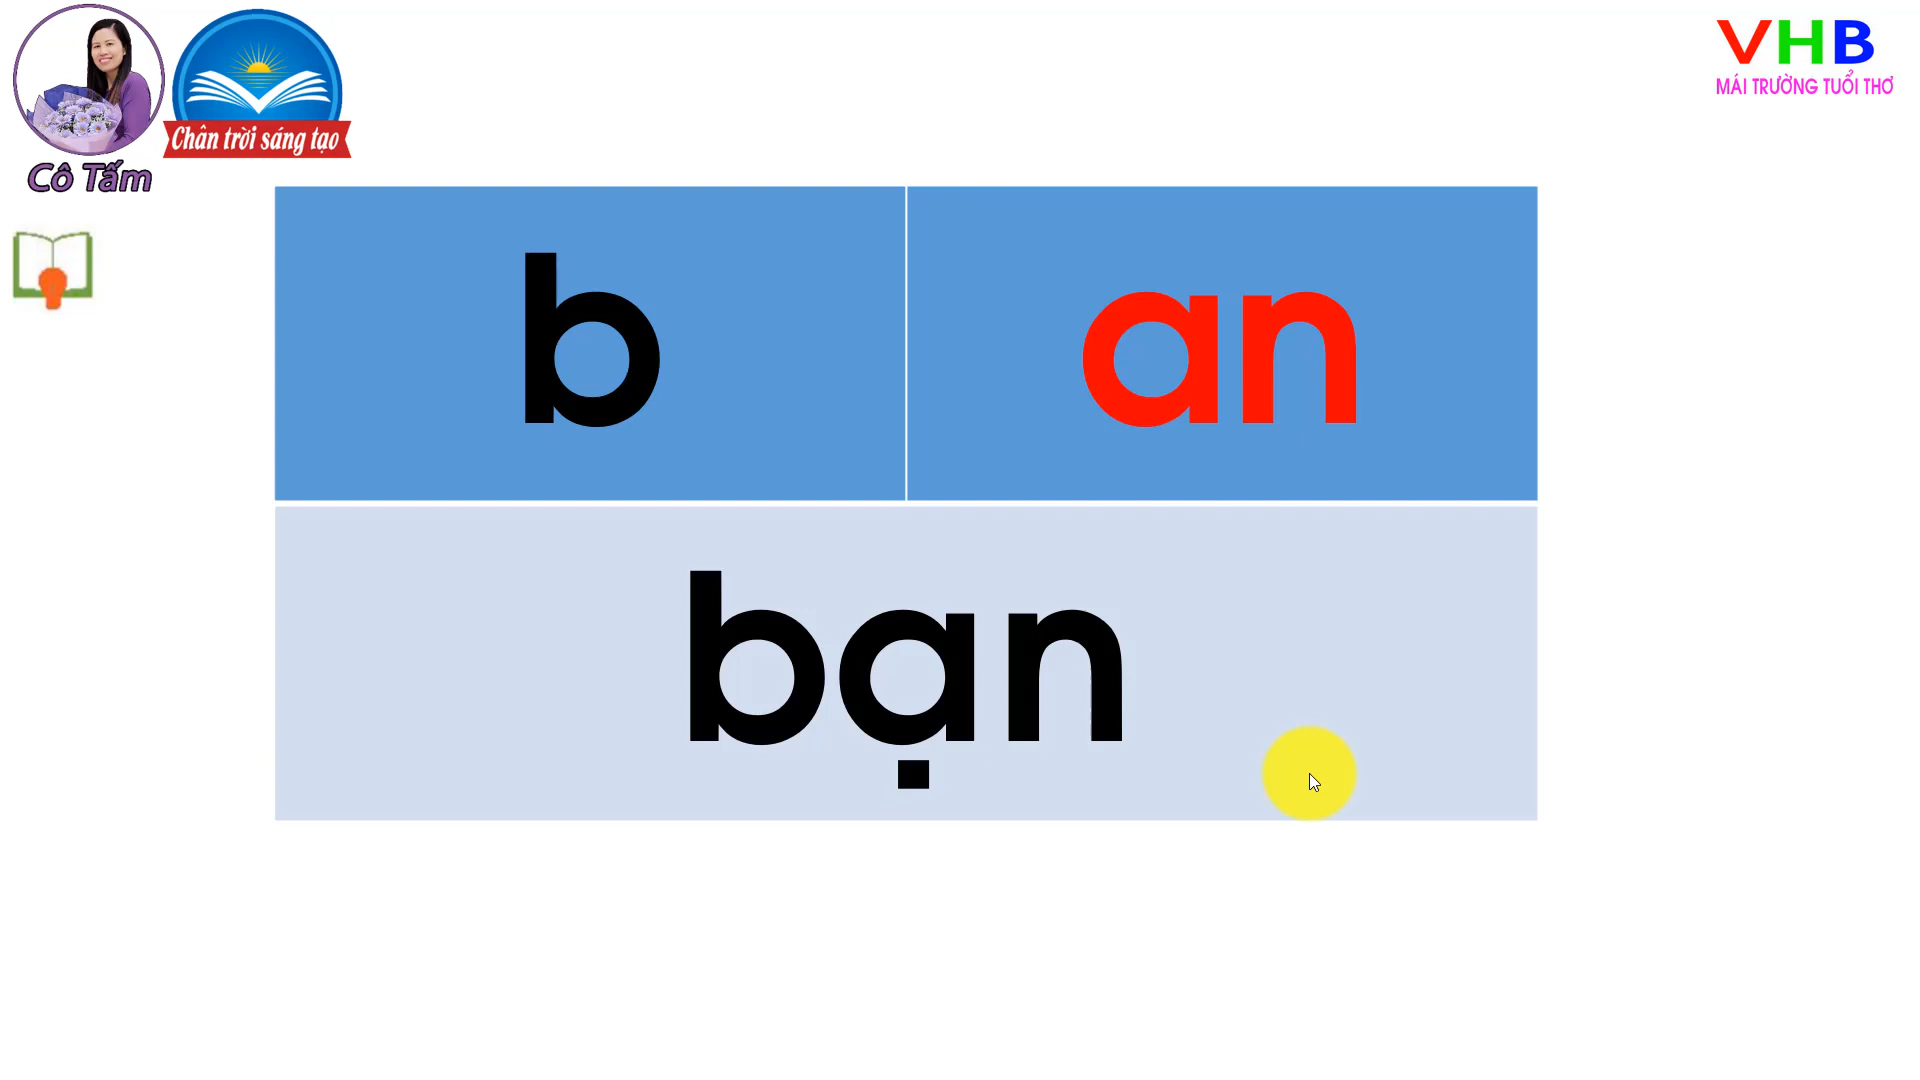 Cô Tấm
Chân trời sáng tạo
VHB
MÁI TRƯỜNG TUỔI THƠ
b an
bạn